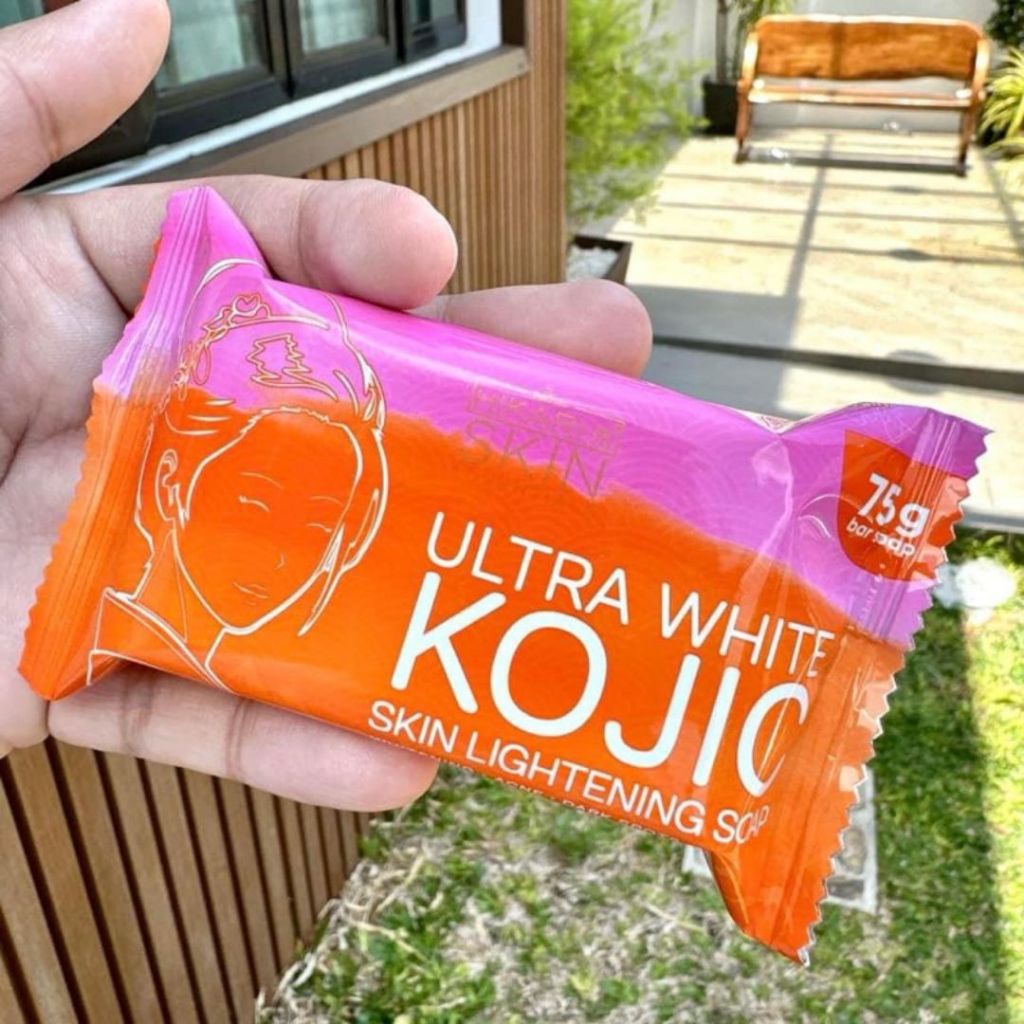 SKIN
75g
bar soap
ULTRA WHITE
KOJIC
SKIN LIGHTENING SOAP